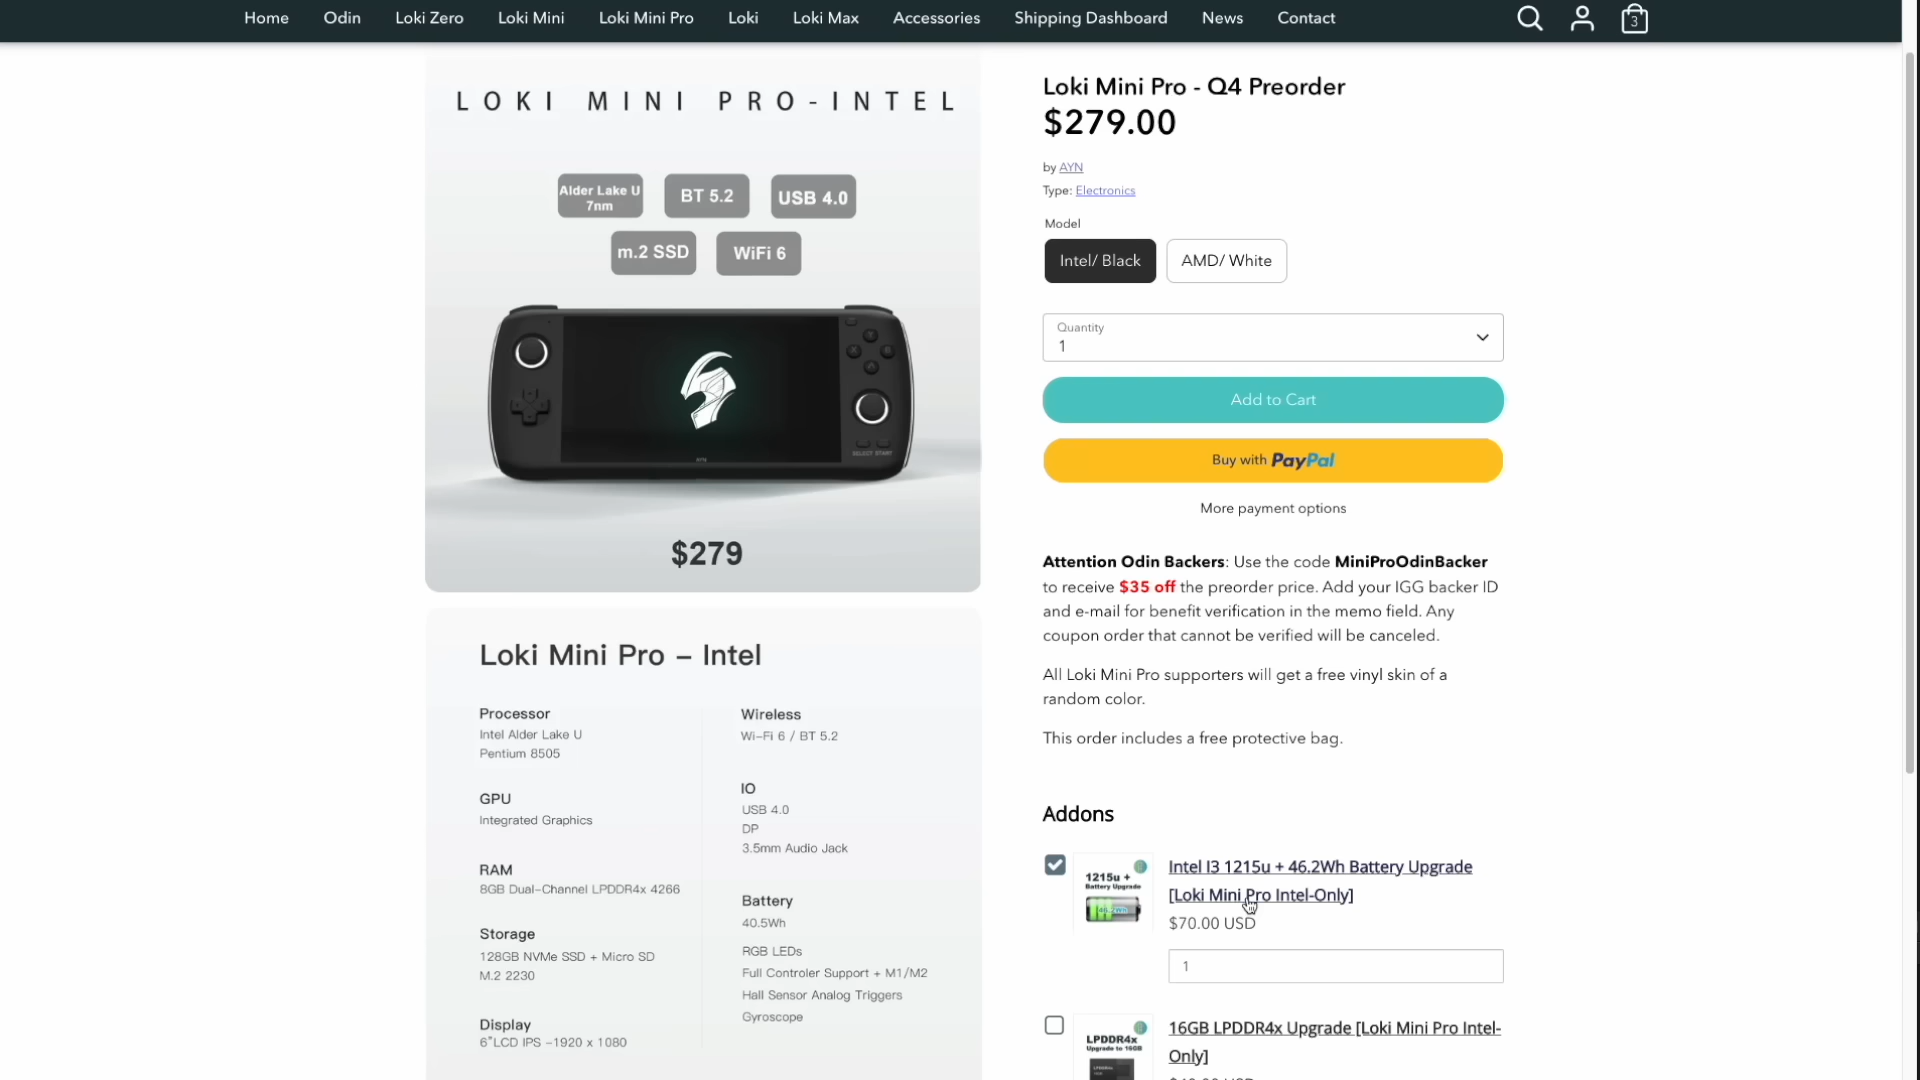 Home Odin Loki Zero Loki Mini Loki Mini Pro Loki Loki Max Accessories Shipping Dashboard News Contact 3
LOKI MINI PRO-INTEL
Alder Lake U
7nm
BT 5.2
USB 4.0
m.2 SSD
WiFi 6
SELECT START
AYN
$279
Loki Mini Pro – Intel
Processor
Intel Alder Lake U
Pentium 8505
GPU
Integrated Graphics
RAM
8GB Dual-Channel LPDDR4x 4266
Storage
128GB NVMe SSD + Micro SD
M.2 2230
Display
6"LCD IPS -1920 x 1080
Wireless
Wi-Fi 6 / BT 5.2
IO
USB 4.0
DP
3.5mm Audio Jack
Battery
40.5Wh
RGB LEDs
Full Controler Support + M1/M2
Hall Sensor Analog Triggers
Gyroscope
Loki Mini Pro - Q4 Preorder
$279.00
by AYN
Type: Electronics
Model
Intel/ Black
AMD/ White
Quantity
1
Add to Cart
Buy with PayPal
More payment options
Attention Odin Backers: Use the code MiniProOdinBacker
to receive $35 off the preorder price. Add your IGG backer ID
and e-mail for benefit verification in the memo field. Any
coupon order that cannot be verified will be canceled.
All Loki Mini Pro supporters will get a free vinyl skin of a
random color.
This order includes a free protective bag.
Addons
1215u +
Battery Upgrade
46.2Wh
Intel I3 1215u + 46.2Wh Battery Upgrade
[Loki Mini Pro Intel-Only]
$70.00 USD
1
LPDDR4x
Upgrade to 16GB
16GB LPDDR4x Upgrade [Loki Mini Pro Intel-
Only]